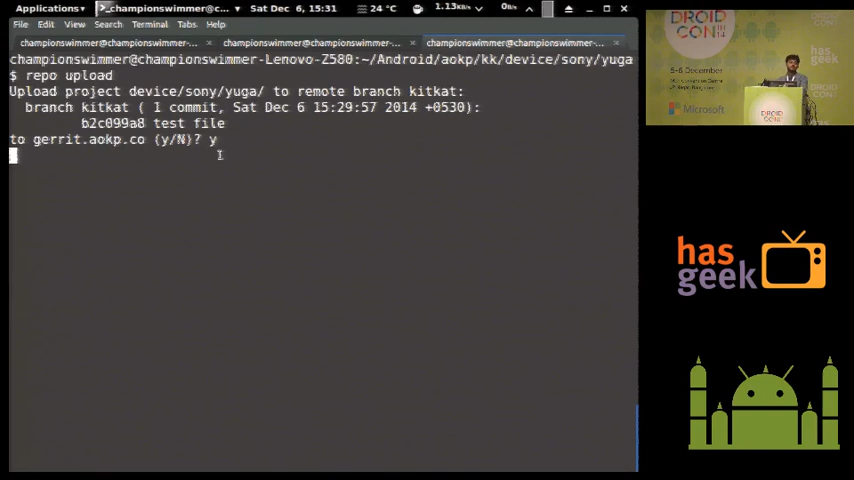 Applications ▾ championswimmer@c... ▾ Sat Dec 6, 15:31 24 °C 1.13KB/s 0B/s
File Edit View Search Terminal Tabs Help
championswimmer@championswimmer-... × championswimmer@championswimmer-... × championswimmer@championswimmer-... ×
championswimmer@championswimmer-Lenovo-Z580:~/Android/aokp/kk/device/sony/yuga
$ repo upload
Upload project device/sony/yuga/ to remote branch kitkat:
branch kitkat ( 1 commit, Sat Dec 6 15:29:57 2014 +0530):
b2c099a8 test file
to gerrit.aokp.co (y/N)? y
DROID
CON
has
geek
Microsoft
has
geek